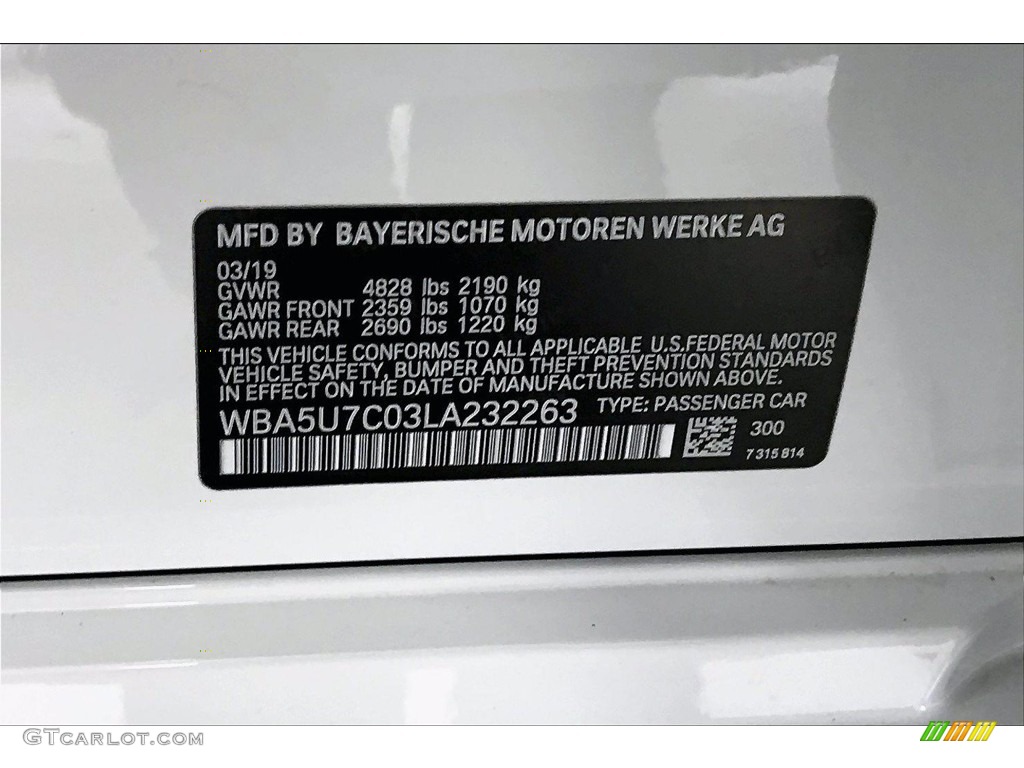 MFD BY BAYERISCHE MOTOREN WERKE AG
03/19
GVWR 4828 lbs 2190 kg
GAWR FRONT 2359 lbs 1070 kg
GAWR REAR 2690 lbs 1220 kg
THIS VEHICLE CONFORMS TO ALL APPLICABLE U.S.FEDERAL MOTOR
VEHICLE SAFETY, BUMPER AND THEFT PREVENTION STANDARDS
IN EFFECT ON THE DATE OF MANUFACTURE SHOWN ABOVE.
WBA5U7C03LA232263 TYPE: PASSENGER CAR
300
7 315 814
GTCARLOT.COM